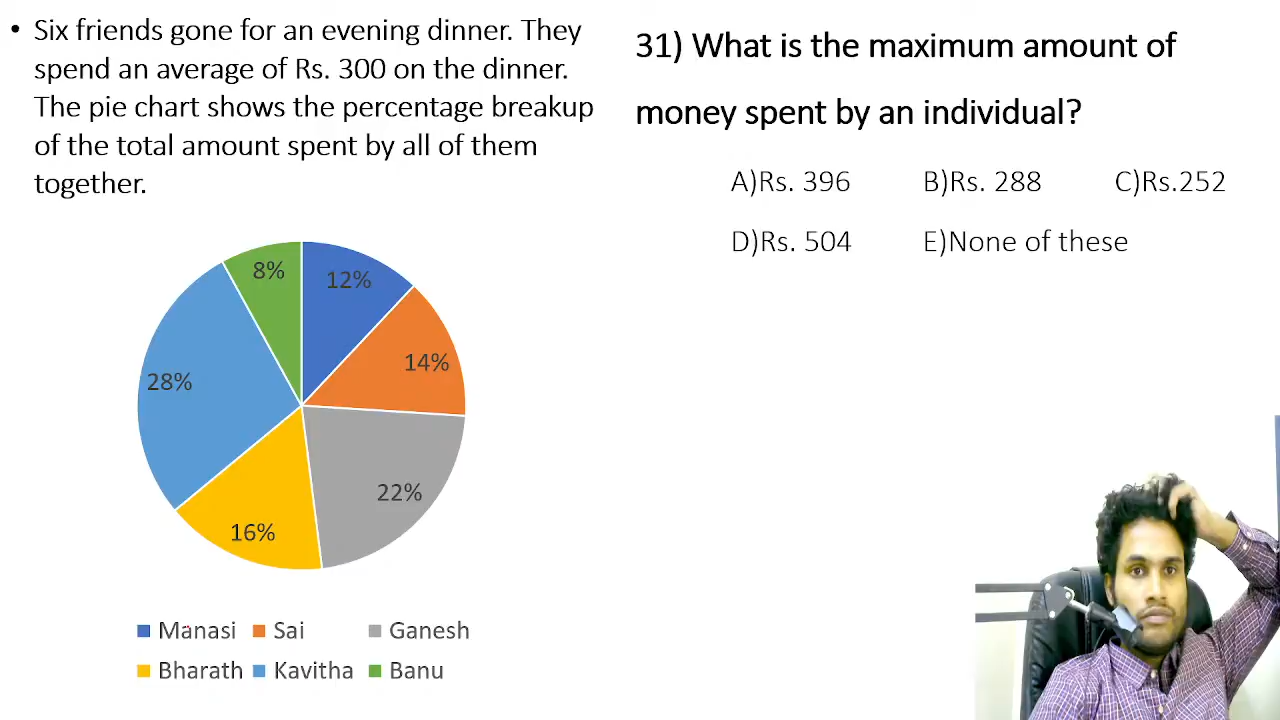 • Six friends gone for an evening dinner. They
spend an average of Rs. 300 on the dinner.
The pie chart shows the percentage breakup
of the total amount spent by all of them
together.
31) What is the maximum amount of
money spent by an individual?
A)Rs. 396 B)Rs. 288 C)Rs.252
D)Rs. 504 E)None of these
8%
12%
14%
28%
22%
16%
Manasi Sai Ganesh
Bharath Kavitha Banu